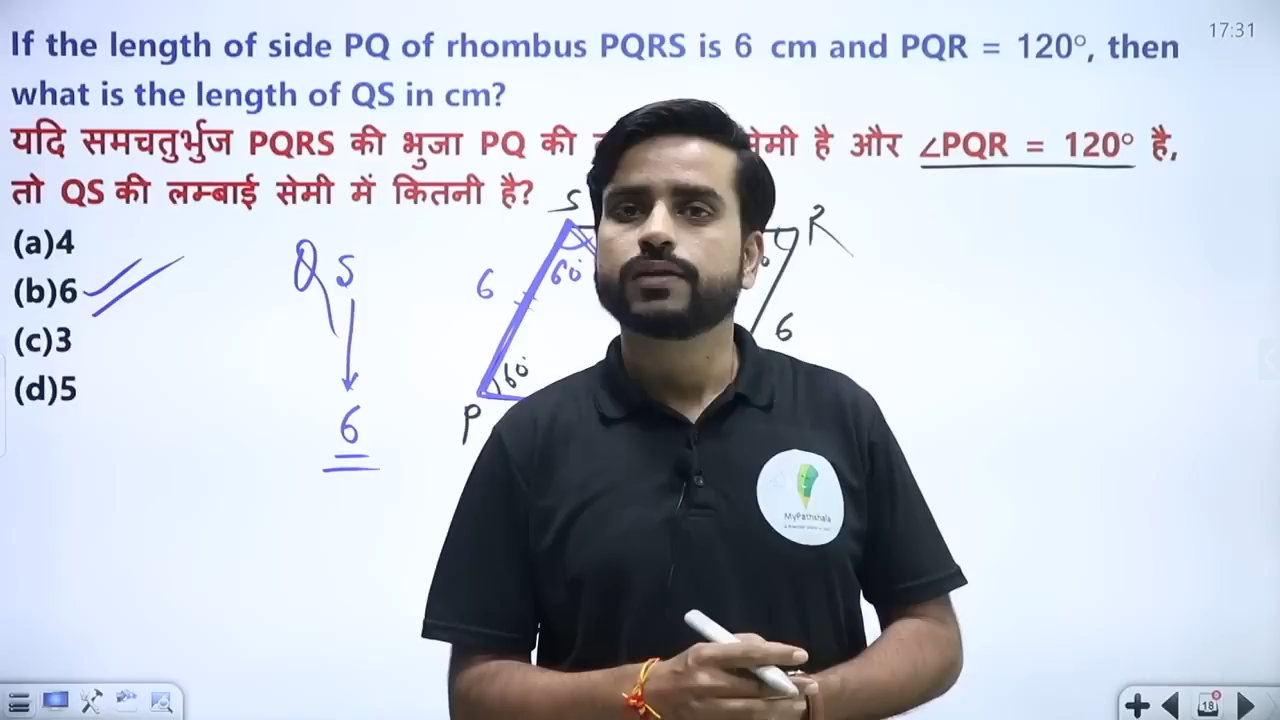 17:31
If the length of side PQ of rhombus PQRS is 6 cm and PQR = 120°, then
what is the length of QS in cm?
यदि समचतुर्भुज PQRS की भुजा PQ की है और ∠PQR = 120° है,
तो QS की लम्बाई सेमी में कितनी है?
(a)4
(b)6
(c)3
(d)5
QS
6
S
R
6
60°
6
60°
P
MyPathshala
18